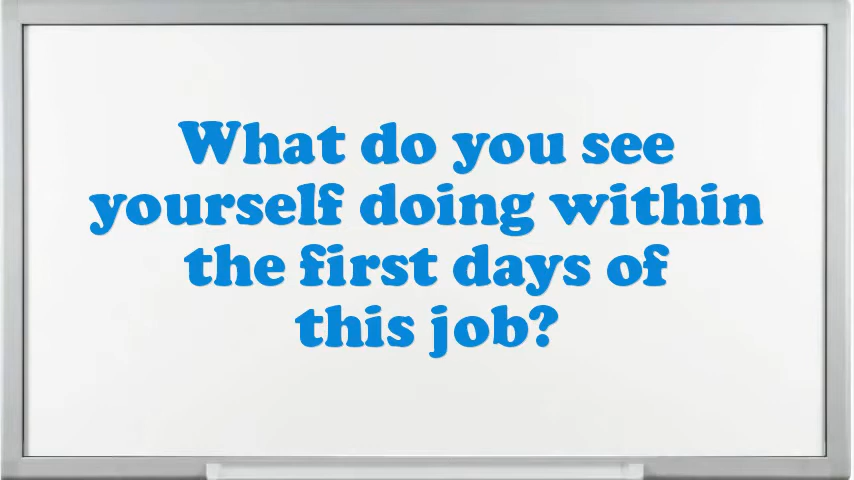 What do you see
yourself doing within
the first days of
this job?